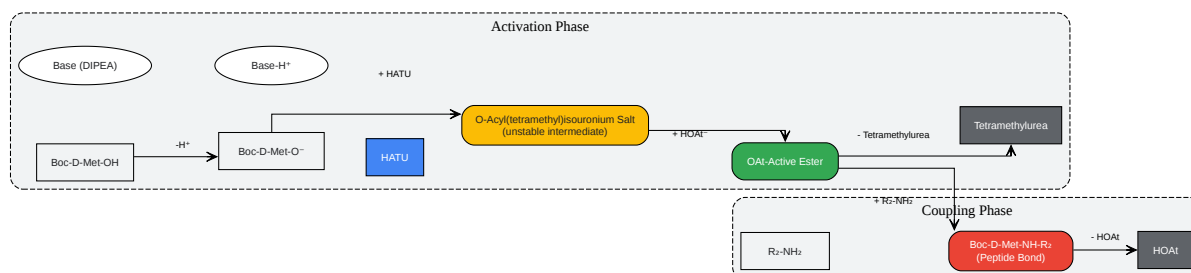 Activation Phase
Base (DIPEA)
Base-H⁺
+ HATU
O-Acyl(tetramethyl)isouronium Salt
(unstable intermediate)
Tetramethylurea
+ HOAt⁻
- Tetramethylurea
-H⁺
Boc-D-Met-O⁻
Boc-D-Met-OH
HATU
OAt-Active Ester
+ R₂-NH₂
Coupling Phase
R₂-NH₂
Boc-D-Met-NH-R₂
(Peptide Bond)
- HOAt
HOAt